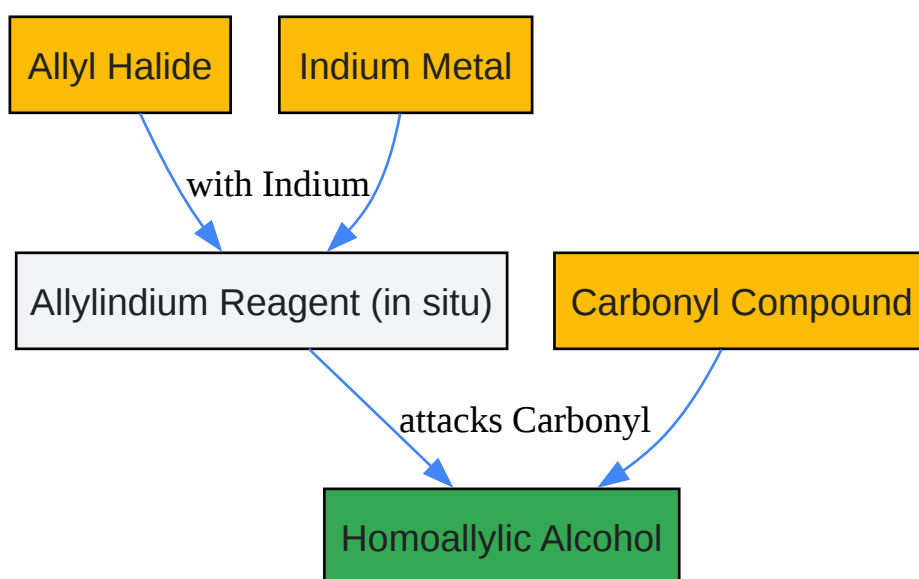 Allyl Halide
Indium Metal
with Indium
Allylindium Reagent (in situ)
Carbonyl Compound
attacks Carbonyl
Homoallylic Alcohol